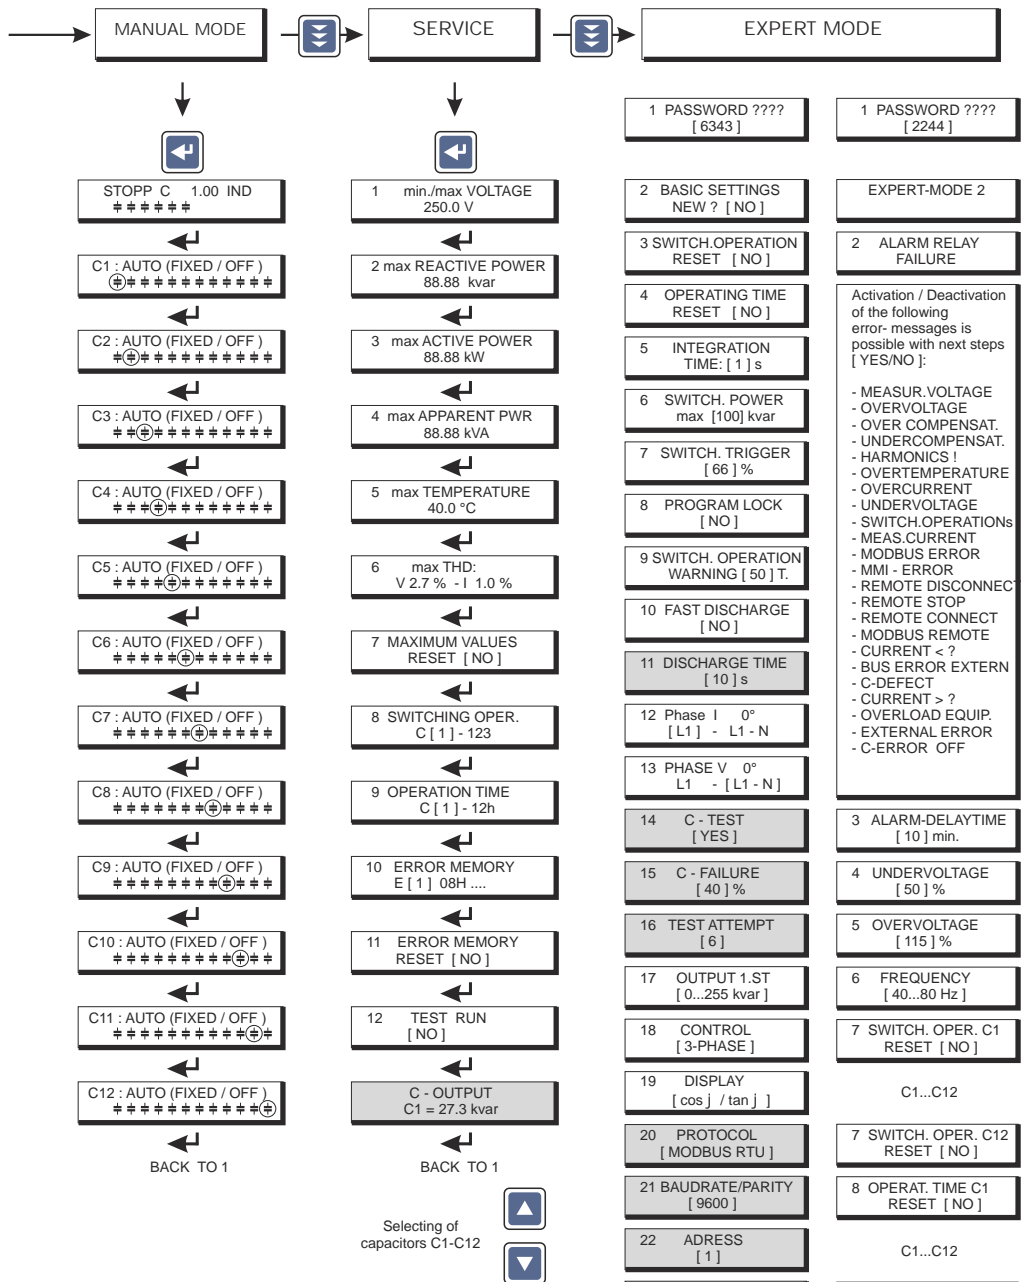 MANUAL MODE
SERVICE
EXPERT MODE
STOPP C 1.00 IND
C1 : AUTO (FIXED / OFF )
C2 : AUTO (FIXED / OFF )
C3 : AUTO (FIXED / OFF )
C4 : AUTO (FIXED / OFF )
C5 : AUTO (FIXED / OFF )
C6 : AUTO (FIXED / OFF )
C7 : AUTO (FIXED / OFF )
C8 : AUTO (FIXED / OFF )
C9 : AUTO (FIXED / OFF )
C10 : AUTO (FIXED / OFF )
C11 : AUTO (FIXED / OFF )
C12 : AUTO (FIXED / OFF )
BACK TO 1
1 min./max VOLTAGE
250.0 V
2 max REACTIVE POWER
88.88 kvar
3 max ACTIVE POWER
88.88 kW
4 max APPARENT PWR
88.88 kVA
5 max TEMPERATURE
40.0 °C
6 max THD:
V 2.7 % - I 1.0 %
7 MAXIMUM VALUES
RESET [ NO ]
8 SWITCHING OPER.
C [ 1 ] - 123
9 OPERATION TIME
C [ 1 ] - 12h
10 ERROR MEMORY
E [ 1 ] 08H ....
11 ERROR MEMORY
RESET [ NO ]
12 TEST RUN
[ NO ]
C - OUTPUT
C1 = 27.3 kvar
BACK TO 1
Selecting of
capacitors C1-C12
1 PASSWORD ????
[ 6343 ]
2 BASIC SETTINGS
NEW ? [ NO ]
3 SWITCH.OPERATION
RESET [ NO ]
4 OPERATING TIME
RESET [ NO ]
5 INTEGRATION
TIME: [ 1 ] s
6 SWITCH. POWER
max [100] kvar
7 SWITCH. TRIGGER
[ 66 ] %
8 PROGRAM LOCK
[ NO ]
9 SWITCH. OPERATION
WARNING [ 50 ] T.
10 FAST DISCHARGE
[ NO ]
11 DISCHARGE TIME
[ 10 ] s
12 Phase I 0°
[ L1 ] - L1 - N
13 PHASE V 0°
L1 - [ L1 - N ]
14 C - TEST
[ YES ]
15 C - FAILURE
[ 40 ] %
16 TEST ATTEMPT
[ 6 ]
17 OUTPUT 1.ST
[ 0...255 kvar ]
18 CONTROL
[ 3-PHASE ]
19 DISPLAY
[ cos j / tan j ]
20 PROTOCOL
[ MODBUS RTU ]
21 BAUDRATE/PARITY
[ 9600 ]
22 ADRESS
[ 1 ]
1 PASSWORD ????
[ 2244 ]
EXPERT-MODE 2
2 ALARM RELAY
FAILURE
Activation / Deactivation
of the following
error- messages is
possible with next steps
[ YES/NO ]:
- MEASUR.VOLTAGE
- OVERVOLTAGE
- OVER COMPENSAT.
- UNDERCOMPENSAT.
- HARMONICS !
- OVERTEMPERATURE
- OVERCURRENT
- UNDERVOLTAGE
- SWITCH.OPERATIONs
- MEAS.CURRENT
- MODBUS ERROR
- MMI - ERROR
- REMOTE DISCONNECT
- REMOTE STOP
- REMOTE CONNECT
- MODBUS REMOTE
- CURRENT < ?
- BUS ERROR EXTERN
- C-DEFECT
- CURRENT > ?
- OVERLOAD EQUIP.
- EXTERNAL ERROR
- C-ERROR OFF
3 ALARM-DELAYTIME
[ 10 ] min.
4 UNDERVOLTAGE
[ 50 ] %
5 OVERVOLTAGE
[ 115 ] %
6 FREQUENCY
[ 40...80 Hz ]
7 SWITCH. OPER. C1
RESET [ NO ]
C1...C12
7 SWITCH. OPER. C12
RESET [ NO ]
8 OPERAT. TIME C1
RESET [ NO ]
C1...C12